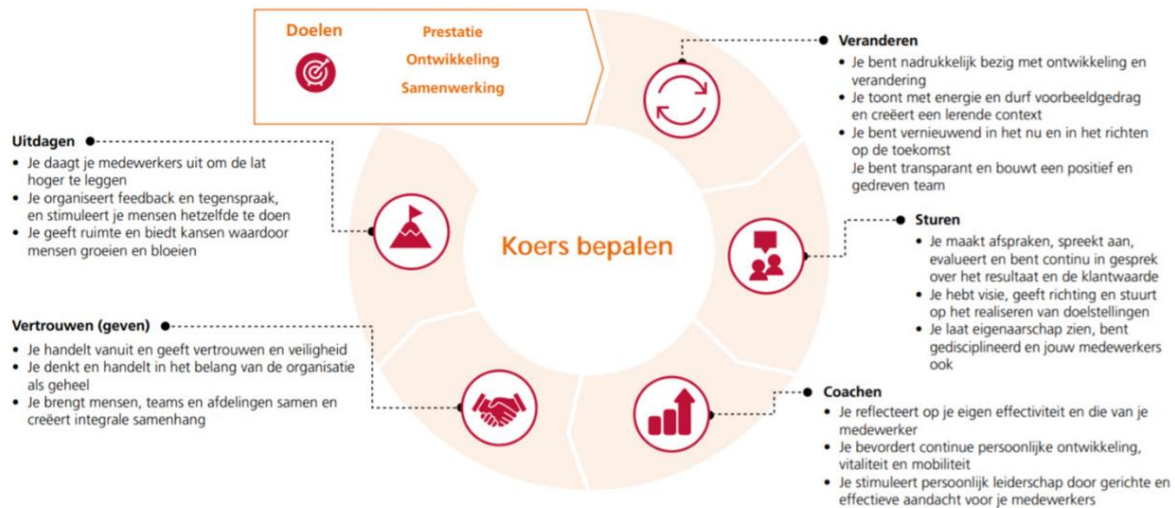 Doelen
Prestatie
Ontwikkeling
Samenwerking
Koers bepalen
Veranderen
• Je bent nadrukkelijk bezig met ontwikkeling en
verandering
• Je toont met energie en durf voorbeeldgedrag
en creëert een lerende context
• Je bent vernieuwend in het nu en in het richten
op de toekomst
Je bent transparant en bouwt een positief en
gedreven team
Sturen
• Je maakt afspraken, spreekt aan,
evalueert en bent continu in gesprek
over het resultaat en de klantwaarde
• Je hebt visie, geeft richting en stuurt
op het realiseren van doelstellingen
• Je laat eigenaarschap zien, bent
gedisciplineerd en jouw medewerkers
ook
Coachen
• Je reflecteert op je eigen effectiviteit en die van je
medewerker
• Je bevordert continue persoonlijke ontwikkeling,
vitaliteit en mobiliteit
• Je stimuleert persoonlijk leiderschap door gerichte en
effectieve aandacht voor je medewerkers
Vertrouwen (geven)
• Je handelt vanuit en geeft vertrouwen en veiligheid
• Je denkt en handelt in het belang van de organisatie
als geheel
• Je brengt mensen, teams en afdelingen samen en
creëert integrale samenhang
Uitdagen
• Je daagt je medewerkers uit om de lat
hoger te leggen
• Je organiseert feedback en tegenspraak,
en stimuleert je mensen hetzelfde te doen
• Je geeft ruimte en biedt kansen waardoor
mensen groeien en bloeien